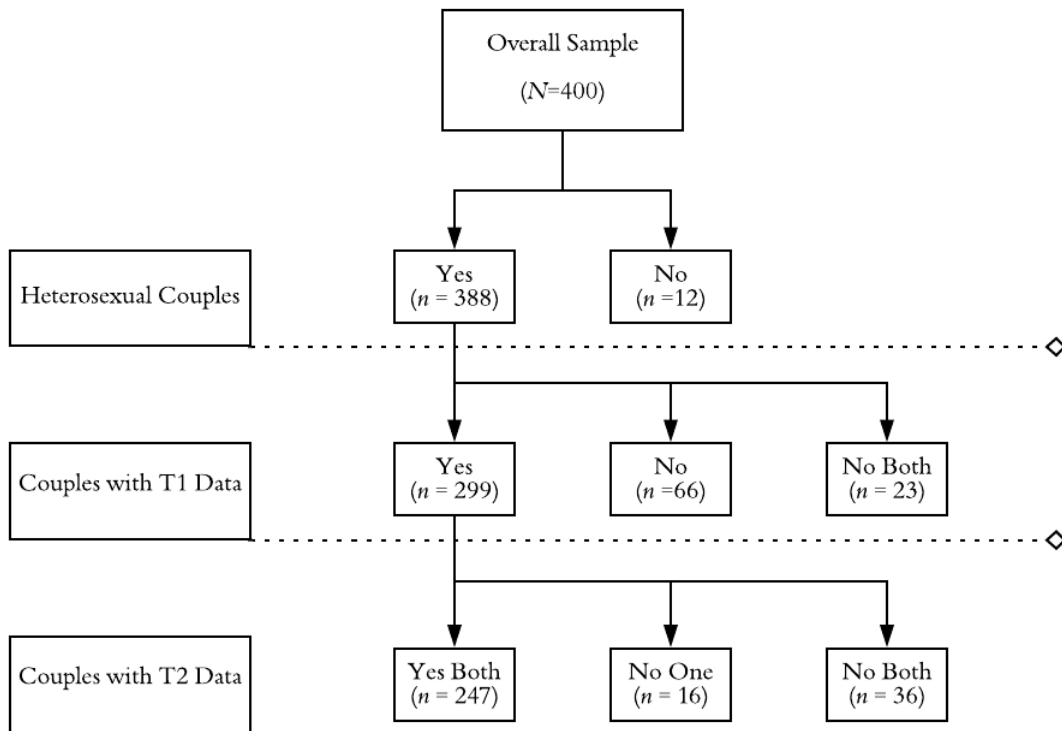 Overall Sample
(N=400)
Heterosexual Couples
Yes
(n = 388)
No
(n =12)
Couples with T1 Data
Yes
(n = 299)
No
(n =66)
No Both
(n = 23)
Couples with T2 Data
Yes Both
(n = 247)
No One
(n = 16)
No Both
(n = 36)